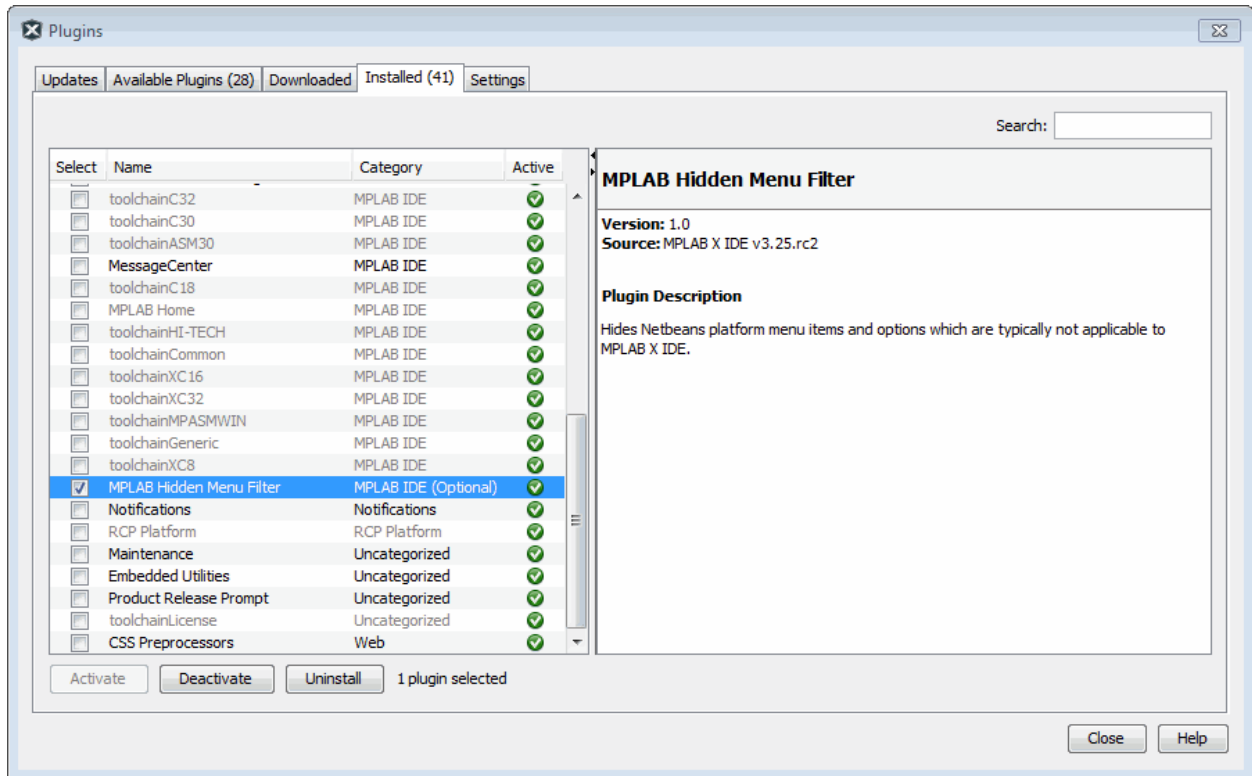 Plugins
Updates Available Plugins (28) Downloaded Installed (41) Settings
Search:
Select Name Category Active
toolchainC32 MPLAB IDE
toolchainC30 MPLAB IDE
toolchainASM30 MPLAB IDE
MessageCenter MPLAB IDE
toolchainC18 MPLAB IDE
MPLAB Home MPLAB IDE
toolchainHI-TECH MPLAB IDE
toolchainCommon MPLAB IDE
toolchainXC16 MPLAB IDE
toolchainXC32 MPLAB IDE
toolchainMPASMWIN MPLAB IDE
toolchainGeneric MPLAB IDE
toolchainXC8 MPLAB IDE
MPLAB Hidden Menu Filter MPLAB IDE (Optional)
Notifications Notifications
RCP Platform RCP Platform
Maintenance Uncategorized
Embedded Utilities Uncategorized
Product Release Prompt Uncategorized
toolchainLicense Uncategorized
CSS Preprocessors Web
MPLAB Hidden Menu Filter
Version: 1.0
Source: MPLAB X IDE v3.25.rc2
Plugin Description
Hides Netbeans platform menu items and options which are typically not applicable to
MPLAB X IDE.
Activate Deactivate Uninstall 1 plugin selected
Close Help